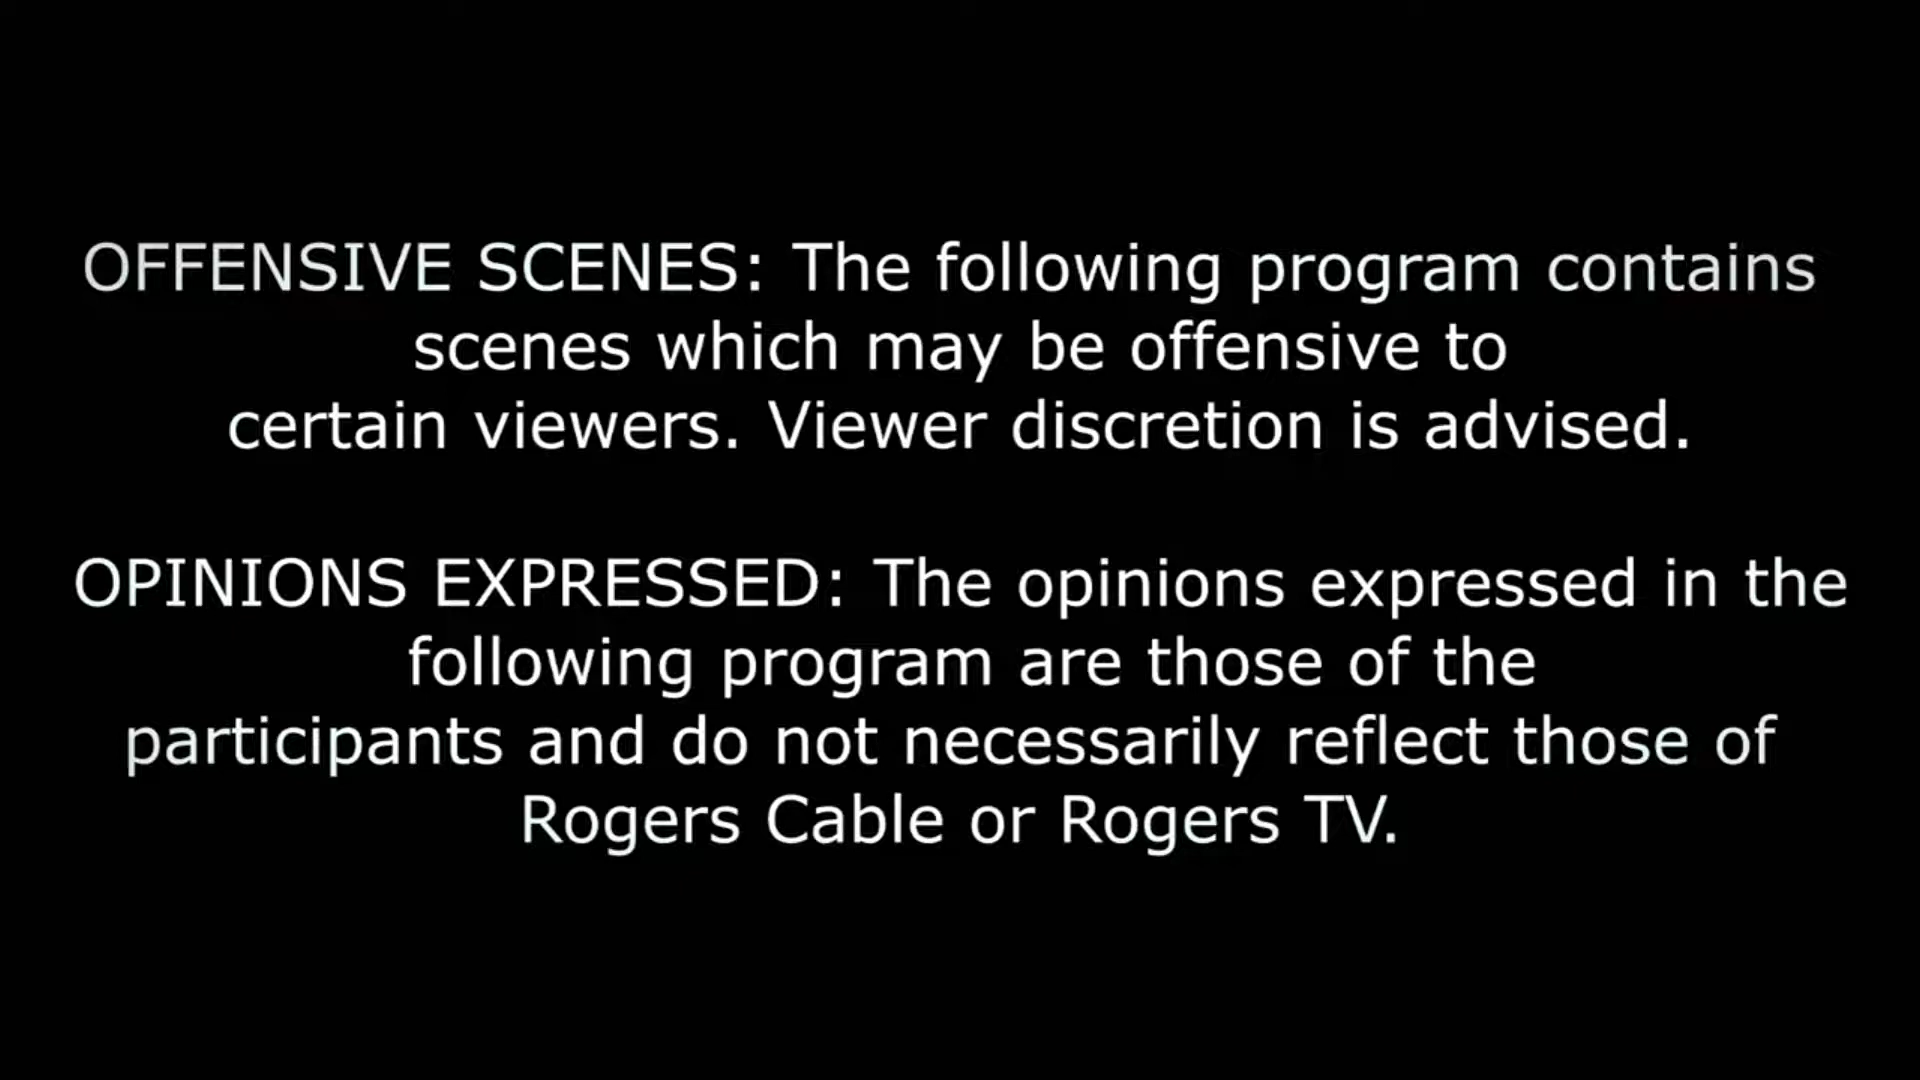 OFFENSIVE SCENES: The following program contains
scenes which may be offensive to
certain viewers. Viewer discretion is advised.
OPINIONS EXPRESSED: The opinions expressed in the
following program are those of the
participants and do not necessarily reflect those of
Rogers Cable or Rogers TV.